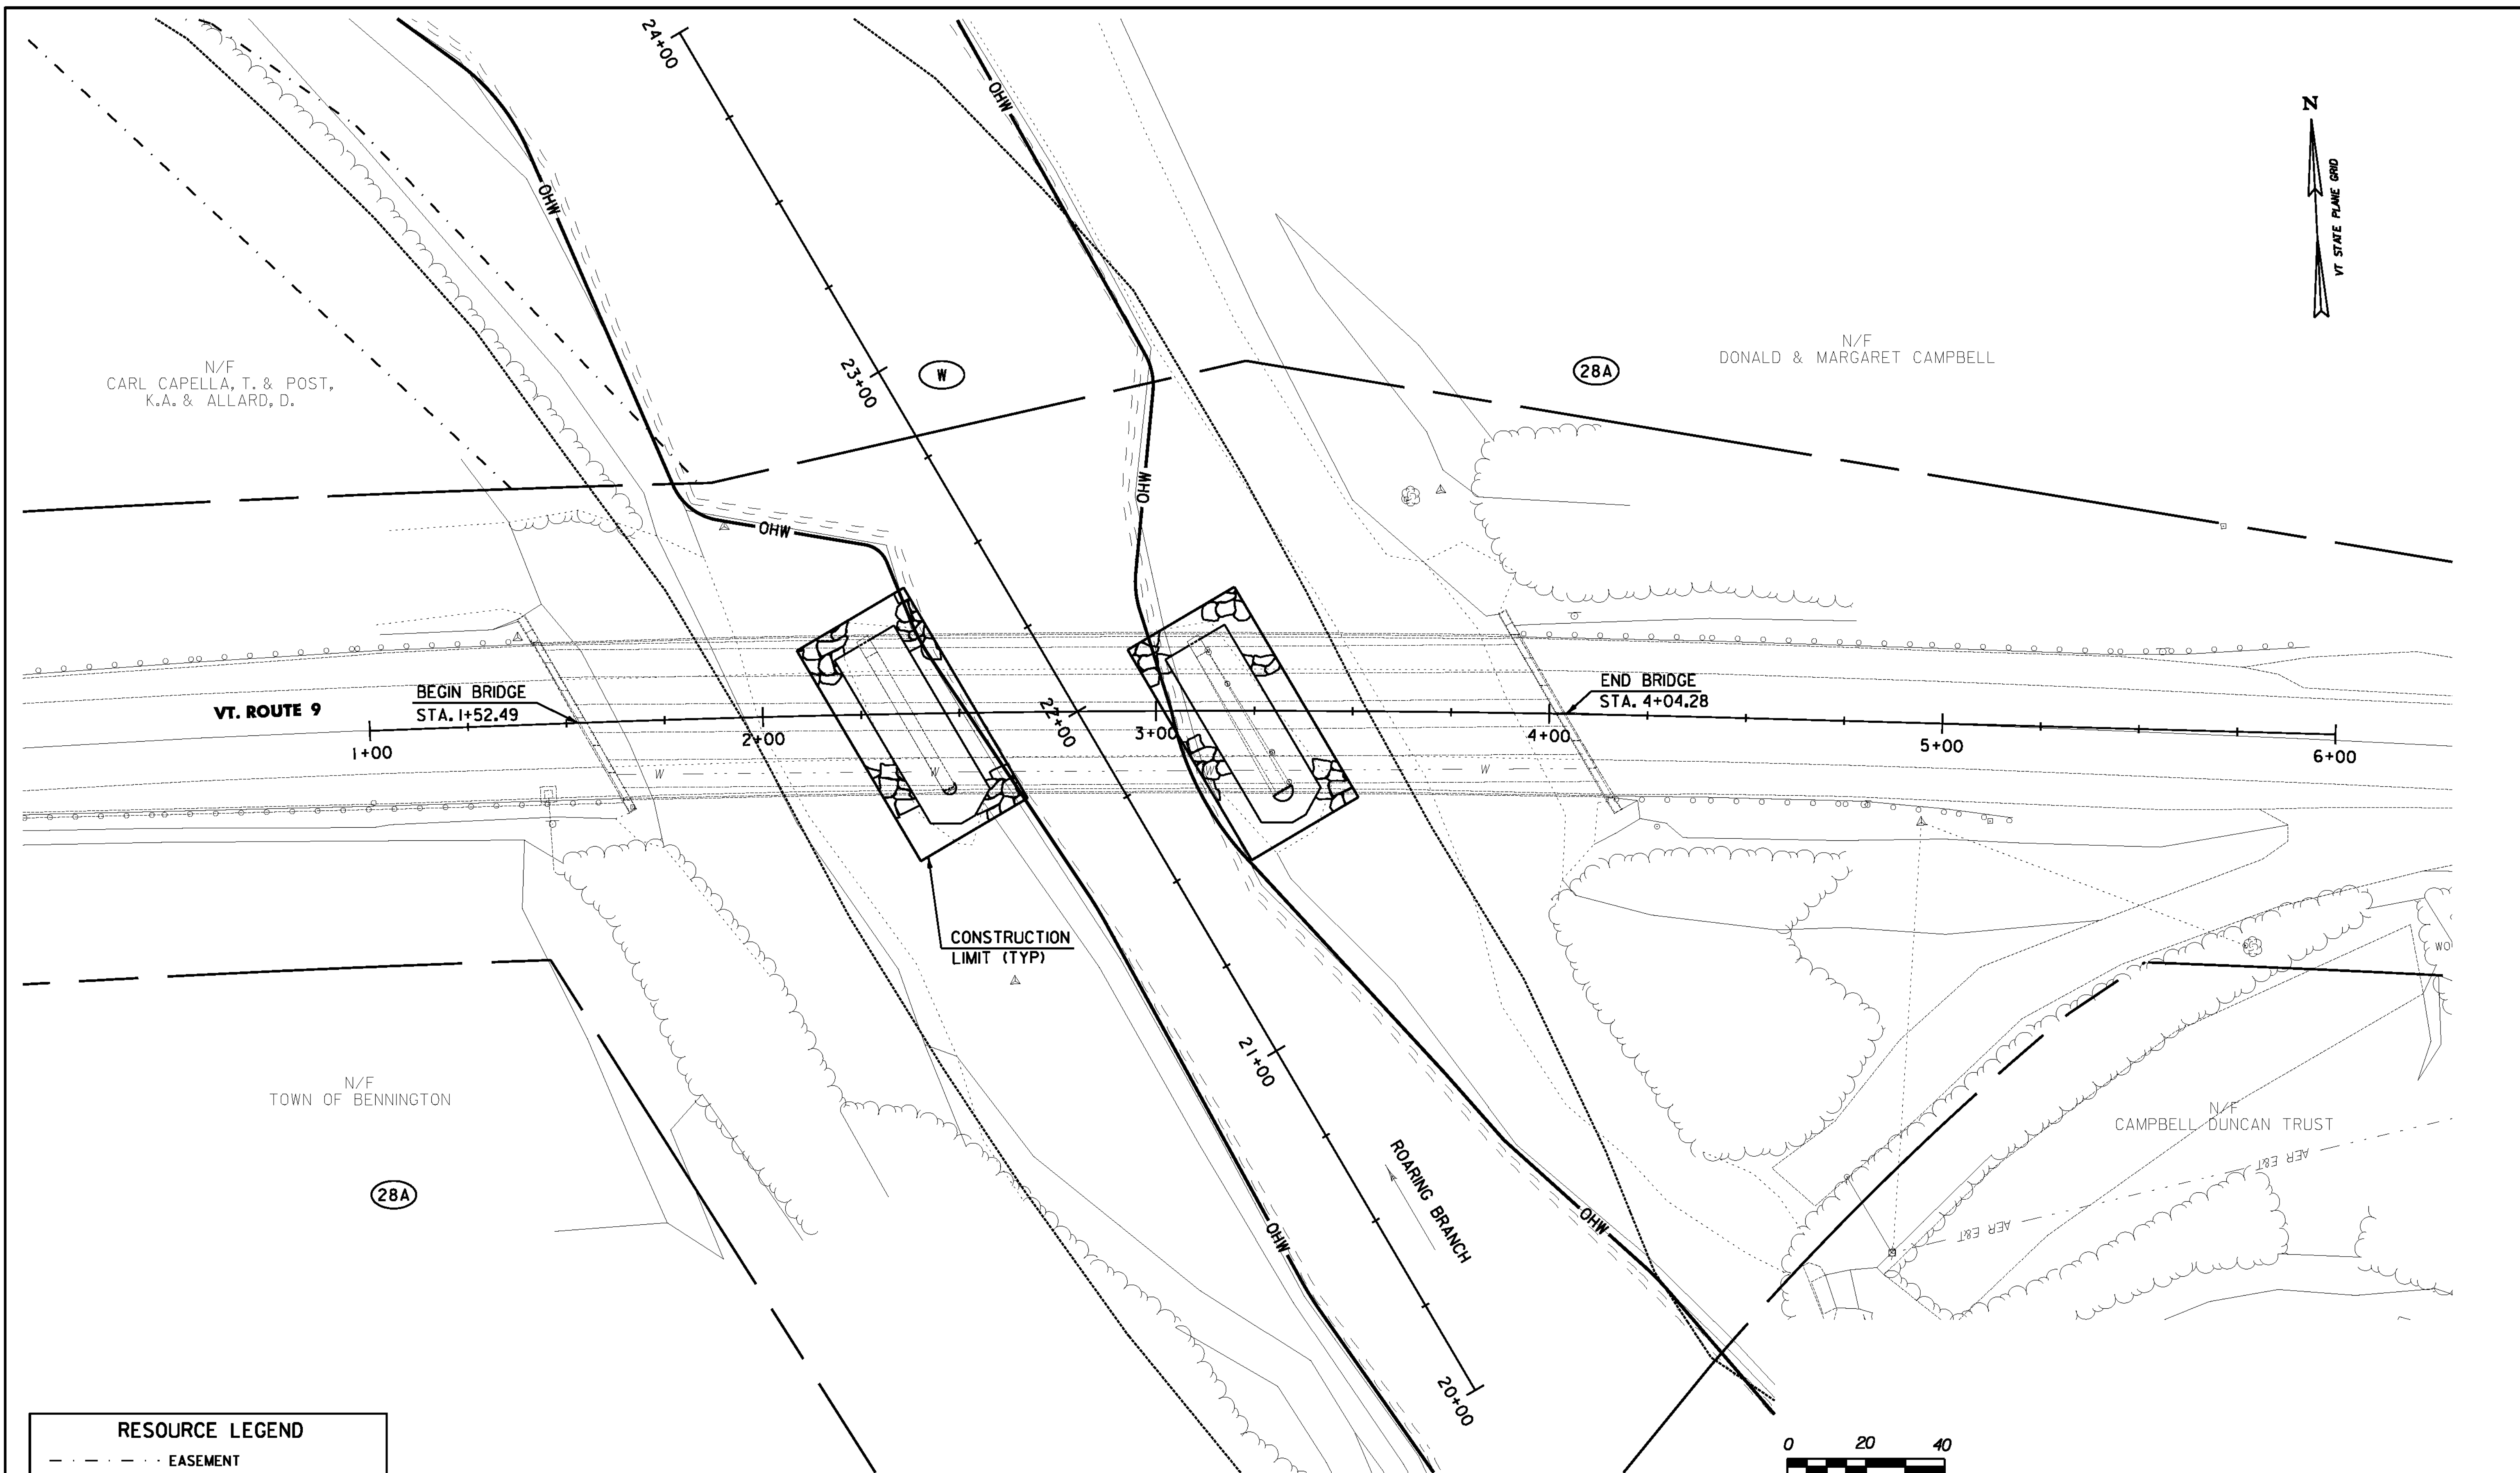 24+00
OHW
N
VT STATE PLANE GRID
OHW
N/F
DONALD & MARGARET CAMPBELL
N/F
CARL CAPELLA, T. & POST,
K.A. & ALLARD, D.
23+00
W
28A
OHW
OHW
BEGIN BRIDGE
STA. 1+52.49
END BRIDGE
STA. 4+04.28
VT. ROUTE 9
1+00
2+00
22+00
3+00
4+00
5+00
6+00
W
W
W
W
CONSTRUCTION
LIMIT (TYP)
WO
21+00
N/F
TOWN OF BENNINGTON
N/F
CAMPBELL DUNCAN TRUST
28A
ROARING BRANCH
AER E&T
AER E&T
OHW
OHW
20+00
RESOURCE LEGEND
EASEMENT
0 20 40